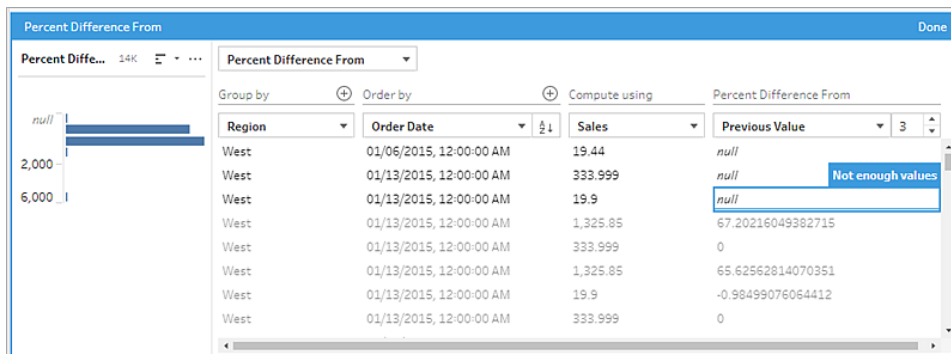 Percent Difference From Done
Percent Diffe... 14K ... Percent Difference From
Group by Order by Compute using Percent Difference From
null
2,000
6,000
Region Order Date Sales Previous Value 3
West 01/06/2015, 12:00:00 AM 19.44 null
West 01/13/2015, 12:00:00 AM 333.999 null Not enough values
West 01/13/2015, 12:00:00 AM 19.9 null
West 01/13/2015, 12:00:00 AM 1,325.85 67.20216049382715
West 01/13/2015, 12:00:00 AM 333.999 0
West 01/13/2015, 12:00:00 AM 1,325.85 65.62562814070351
West 01/13/2015, 12:00:00 AM 19.9 -0.98499076064412
West 01/13/2015, 12:00:00 AM 333.999 0